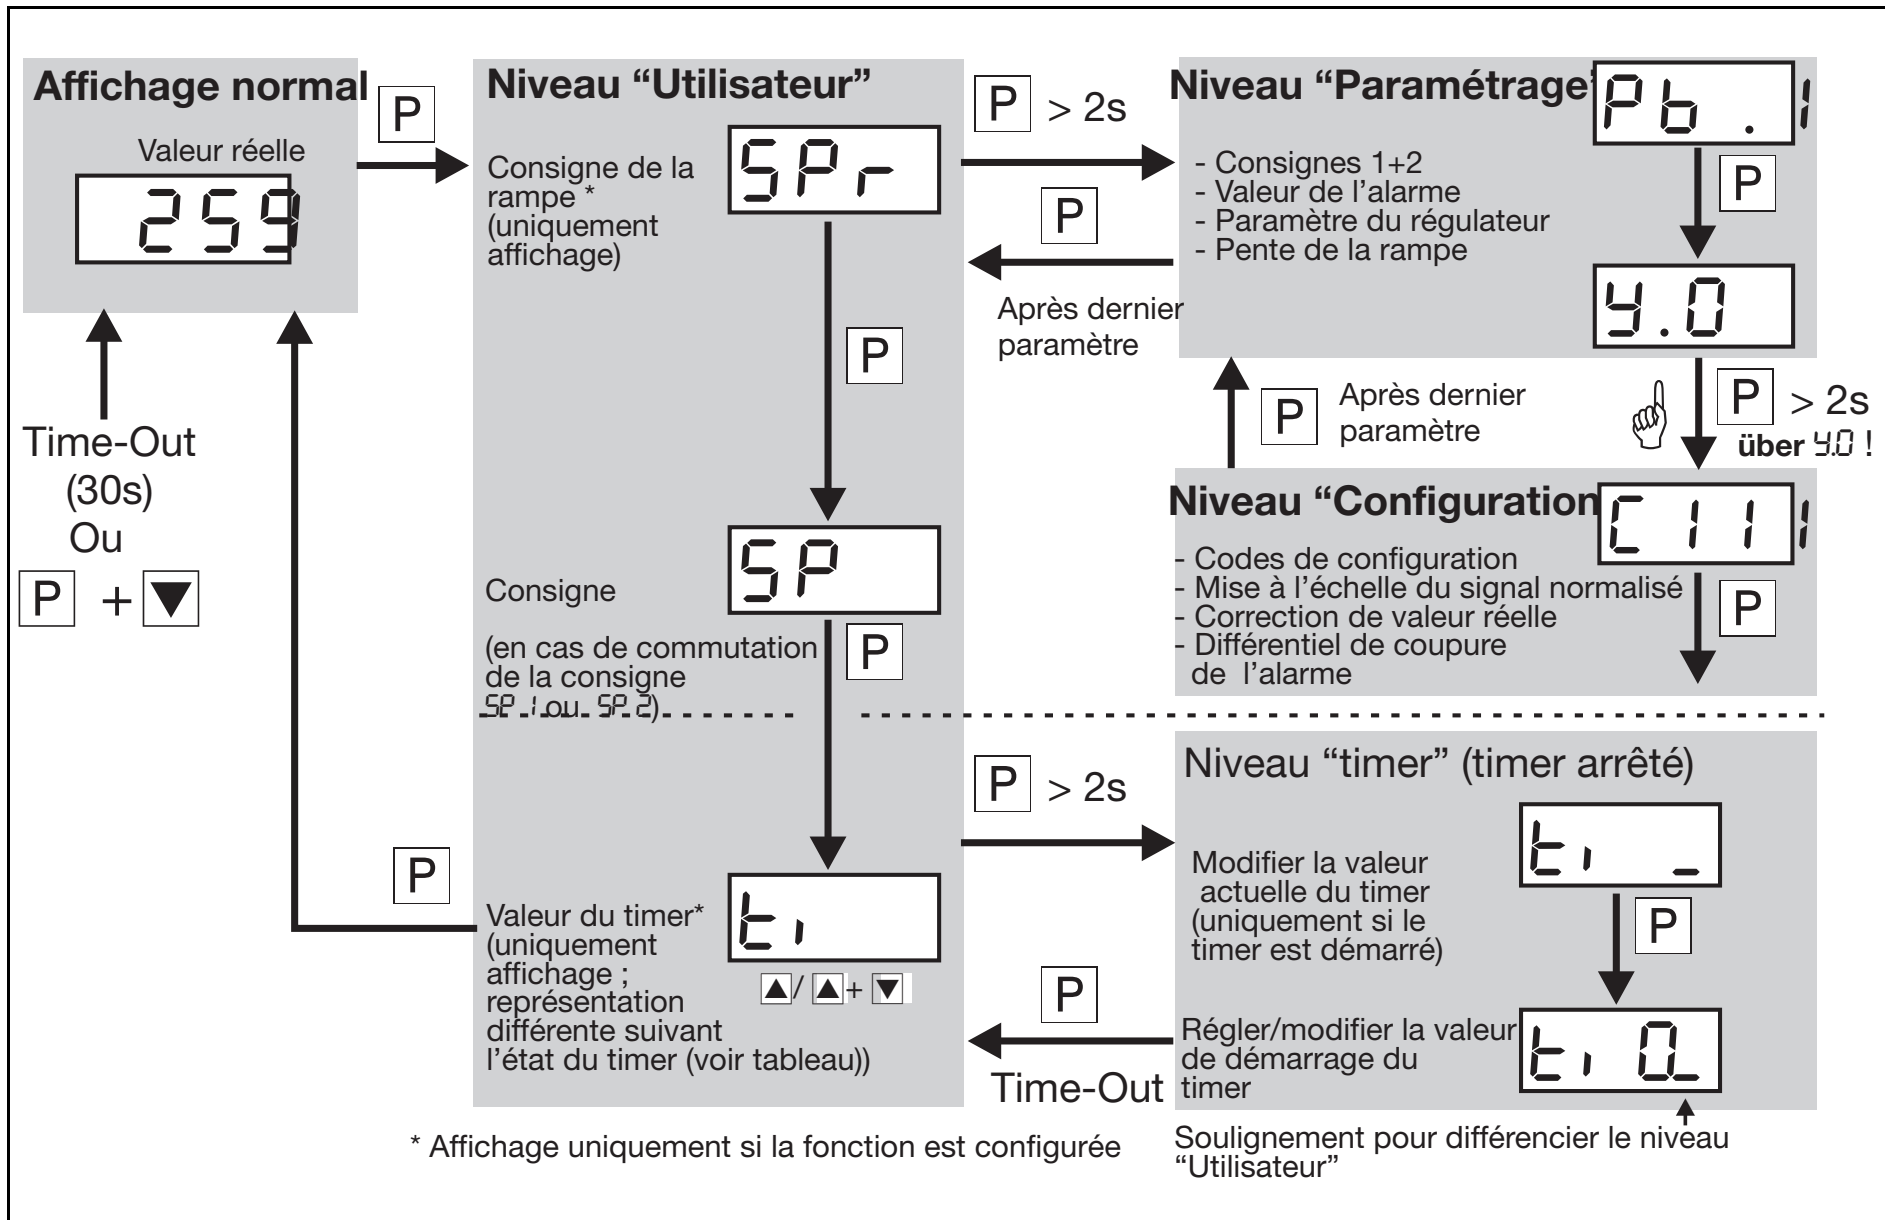 Affichage normal
Valeur réelle
259
Time-Out
(30s)
Ou
P + ▼
P
Niveau “Utilisateur”
Consigne de la
rampe *
(uniquement
affichage)
SPr
P
Consigne
SP
(en cas de commutation
de la consigne
SP 1 ou SP 2)
P
Valeur du timer*
(uniquement
affichage ;
représentation
différente suivant
l’état du timer (voir tableau))
ti
▲/ ▲+ ▼
P
P > 2s
P
Après dernier
paramètre
Niveau “Paramétrage”
Pb . 1
- Consignes 1+2
- Valeur de l’alarme
- Paramètre du régulateur
- Pente de la rampe
P
y.0
P
Après dernier
paramètre
P > 2s
über y.0 !
Niveau “Configuration
C111
- Codes de configuration
- Mise à l’échelle du signal normalisé
- Correction de valeur réelle
- Différentiel de coupure
de l’alarme
P
P > 2s
P
Time-Out
Niveau “timer” (timer arrêté)
Modifier la valeur
actuelle du timer
(uniquement si le
timer est démarré)
ti _
P
Régler/modifier la valeur
de démarrage du
timer
ti 0_
Soulignement pour différencier le niveau
“Utilisateur”
* Affichage uniquement si la fonction est configurée